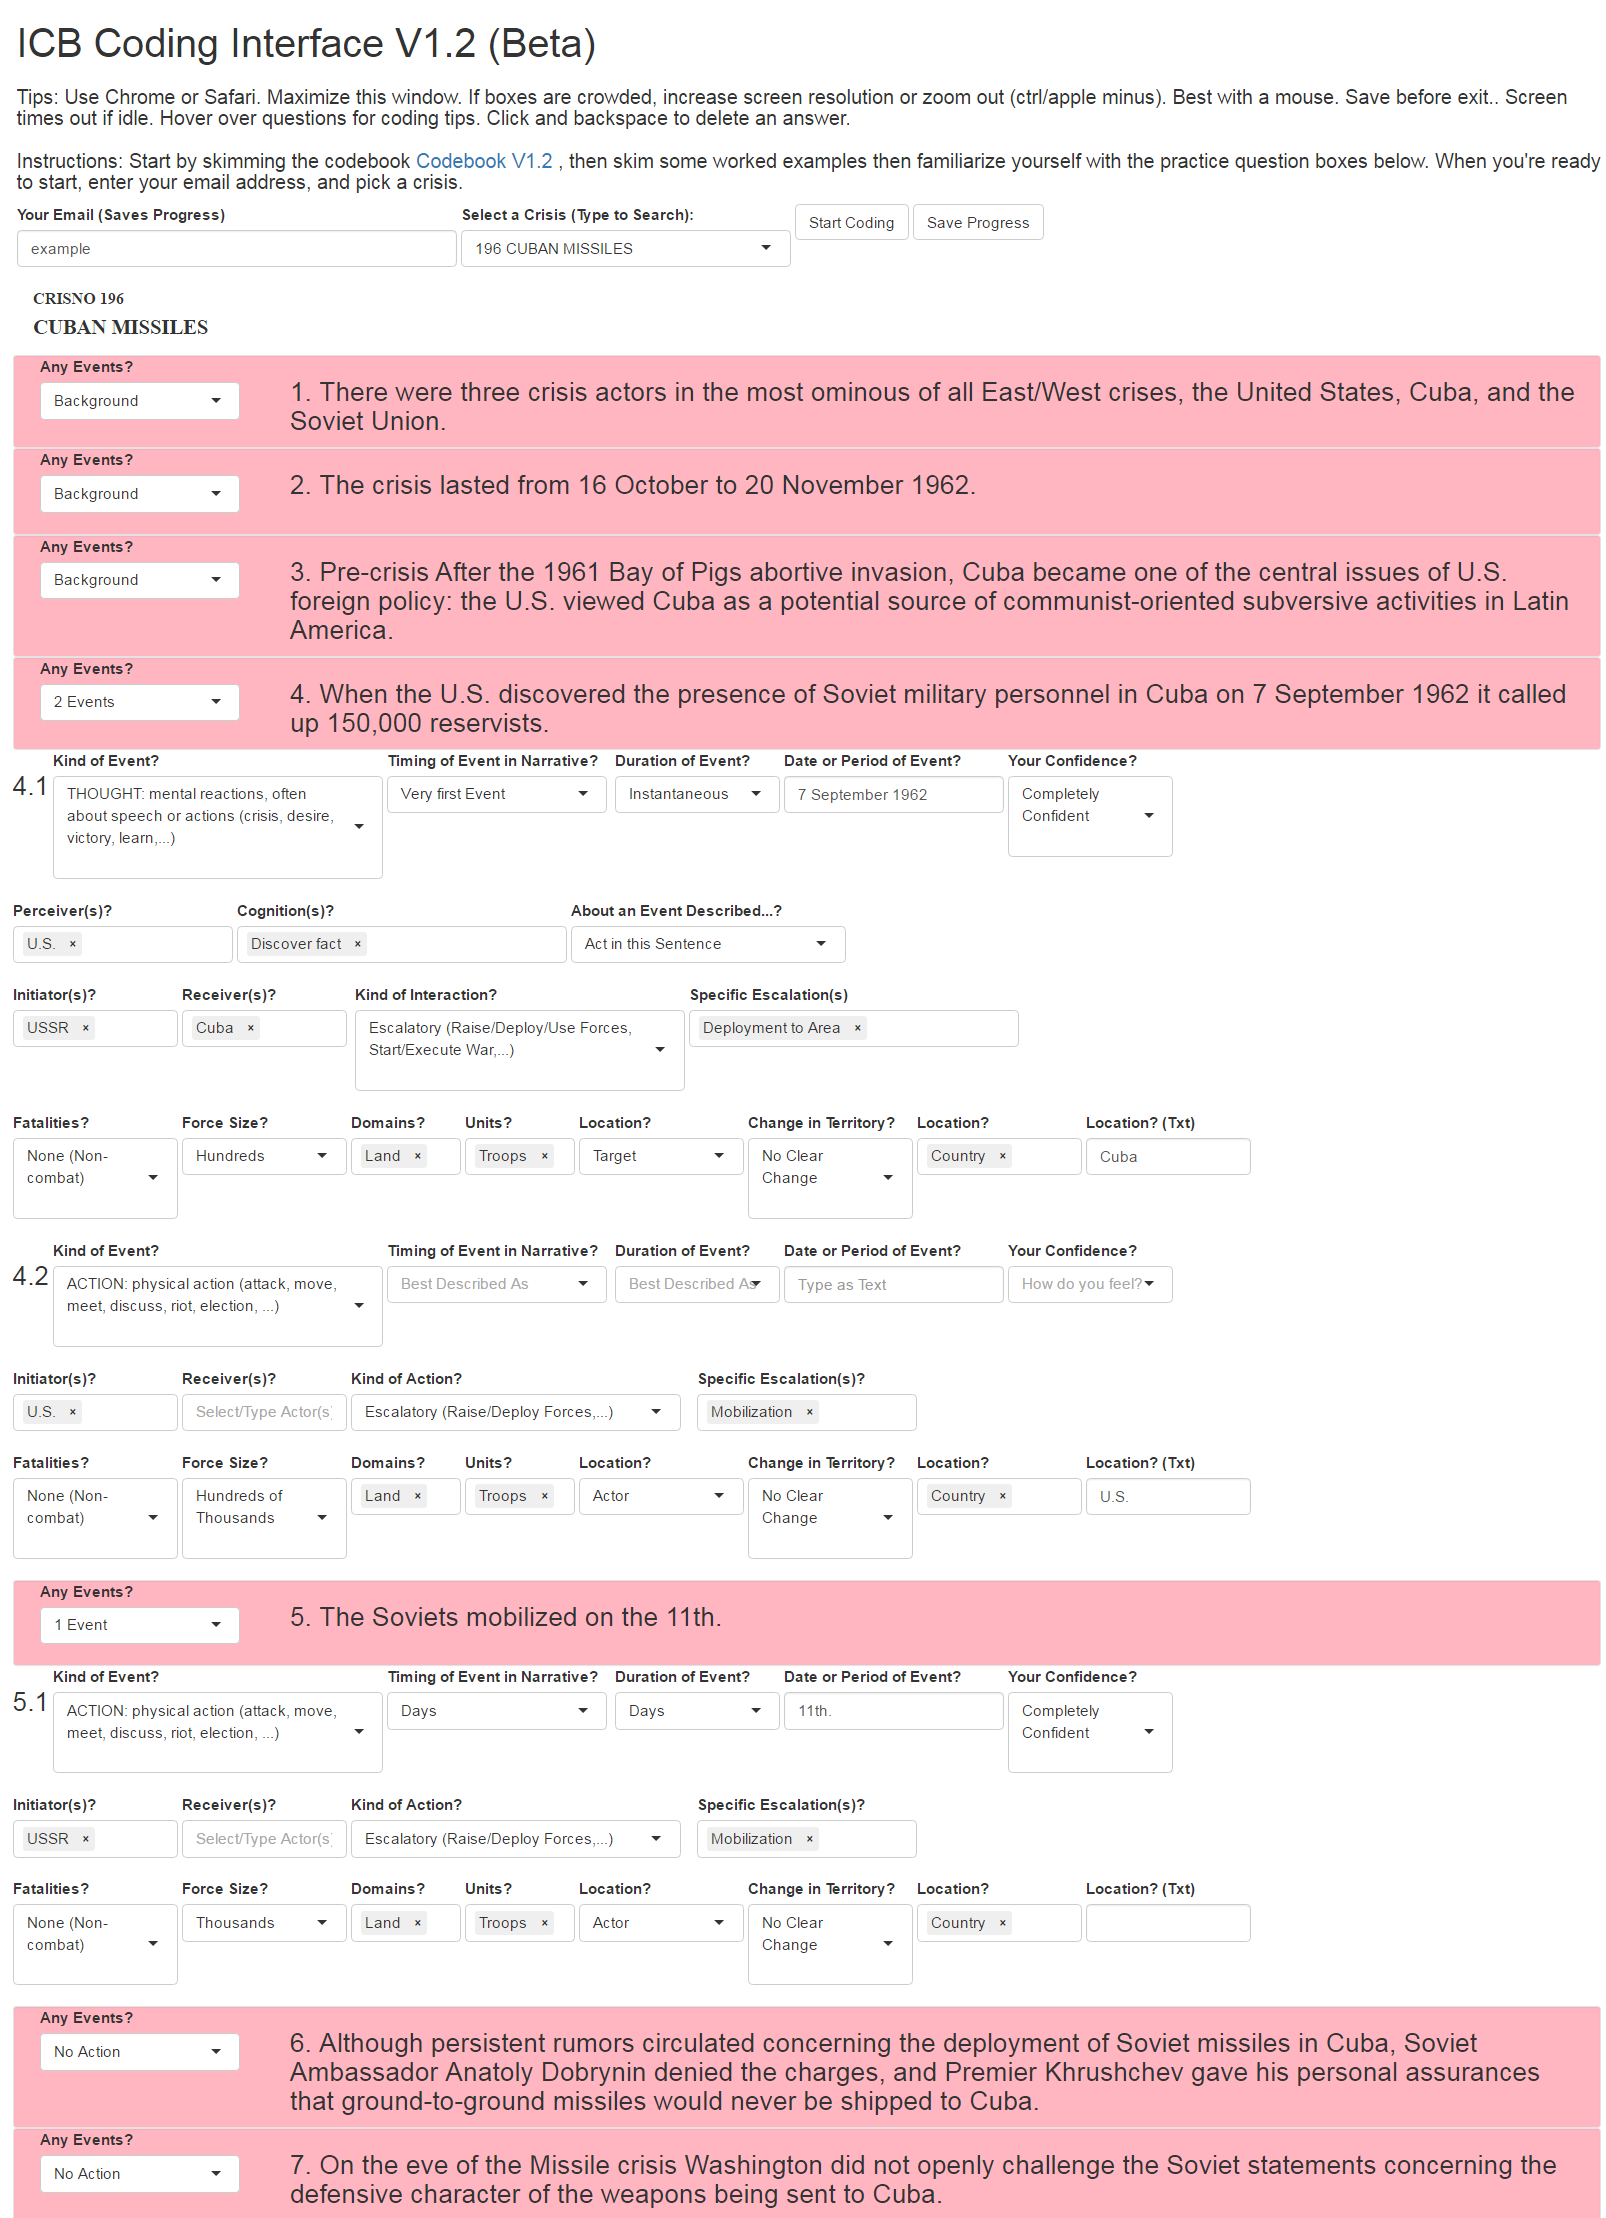 ICB Coding Interface V1.2 (Beta)
Tips: Use Chrome or Safari. Maximize this window. If boxes are crowded, increase screen resolution or zoom out (ctrl/apple minus). Best with a mouse. Save before exit.. Screen
times out if idle. Hover over questions for coding tips. Click and backspace to delete an answer.
Instructions: Start by skimming the codebook Codebook V1.2 , then skim some worked examples then familiarize yourself with the practice question boxes below. When you're ready
to start, enter your email address, and pick a crisis.
Your Email (Saves Progress) Select a Crisis (Type to Search):
example 196 CUBAN MISSILES Start Coding Save Progress
CRISNO 196
CUBAN MISSILES
Any Events?
Background
1. There were three crisis actors in the most ominous of all East/West crises, the United States, Cuba, and the
Soviet Union.
Any Events?
Background
2. The crisis lasted from 16 October to 20 November 1962.
Any Events?
Background
3. Pre-crisis After the 1961 Bay of Pigs abortive invasion, Cuba became one of the central issues of U.S.
foreign policy: the U.S. viewed Cuba as a potential source of communist-oriented subversive activities in Latin
America.
Any Events?
2 Events
4. When the U.S. discovered the presence of Soviet military personnel in Cuba on 7 September 1962 it called
up 150,000 reservists.
Kind of Event? Timing of Event in Narrative? Duration of Event? Date or Period of Event? Your Confidence?
4.1
THOUGHT: mental reactions, often
about speech or actions (crisis, desire,
victory, learn,...)
Very first Event
Instantaneous
7 September 1962
Completely
Confident
Perceiver(s)? Cognition(s)? About an Event Described...?
U.S. × Discover fact × Act in this Sentence
Initiator(s)? Receiver(s)? Kind of Interaction? Specific Escalation(s)
USSR × Cuba ×
Escalatory (Raise/Deploy/Use Forces,
Start/Execute War,...)
Deployment to Area ×
Fatalities? Force Size? Domains? Units? Location? Change in Territory? Location? Location? (Txt)
None (Non-
combat)
Hundreds Land × Troops × Target
No Clear
Change
Country × Cuba
Kind of Event? Timing of Event in Narrative? Duration of Event? Date or Period of Event? Your Confidence?
4.2
ACTION: physical action (attack, move,
meet, discuss, riot, election, ...)
Best Described As Best Described As Type as Text How do you feel?
Initiator(s)? Receiver(s)? Kind of Action? Specific Escalation(s)?
U.S. × Select/Type Actor(s Escalatory (Raise/Deploy Forces,...) Mobilization ×
Fatalities? Force Size? Domains? Units? Location? Change in Territory? Location? Location? (Txt)
None (Non-
combat)
Hundreds of
Thousands
Land × Troops × Actor
No Clear
Change
Country × U.S.
Any Events?
1 Event
5. The Soviets mobilized on the 11th.
Kind of Event? Timing of Event in Narrative? Duration of Event? Date or Period of Event? Your Confidence?
5.1
ACTION: physical action (attack, move,
meet, discuss, riot, election, ...)
Days Days 11th.
Completely
Confident
Initiator(s)? Receiver(s)? Kind of Action? Specific Escalation(s)?
USSR × Select/Type Actor(s Escalatory (Raise/Deploy Forces,...) Mobilization ×
Fatalities? Force Size? Domains? Units? Location? Change in Territory? Location? Location? (Txt)
None (Non-
combat)
Thousands Land × Troops × Actor
No Clear
Change
Country ×
Any Events?
No Action
6. Although persistent rumors circulated concerning the deployment of Soviet missiles in Cuba, Soviet
Ambassador Anatoly Dobrynin denied the charges, and Premier Khrushchev gave his personal assurances
that ground-to-ground missiles would never be shipped to Cuba.
Any Events?
No Action
7. On the eve of the Missile crisis Washington did not openly challenge the Soviet statements concerning the
defensive character of the weapons being sent to Cuba.